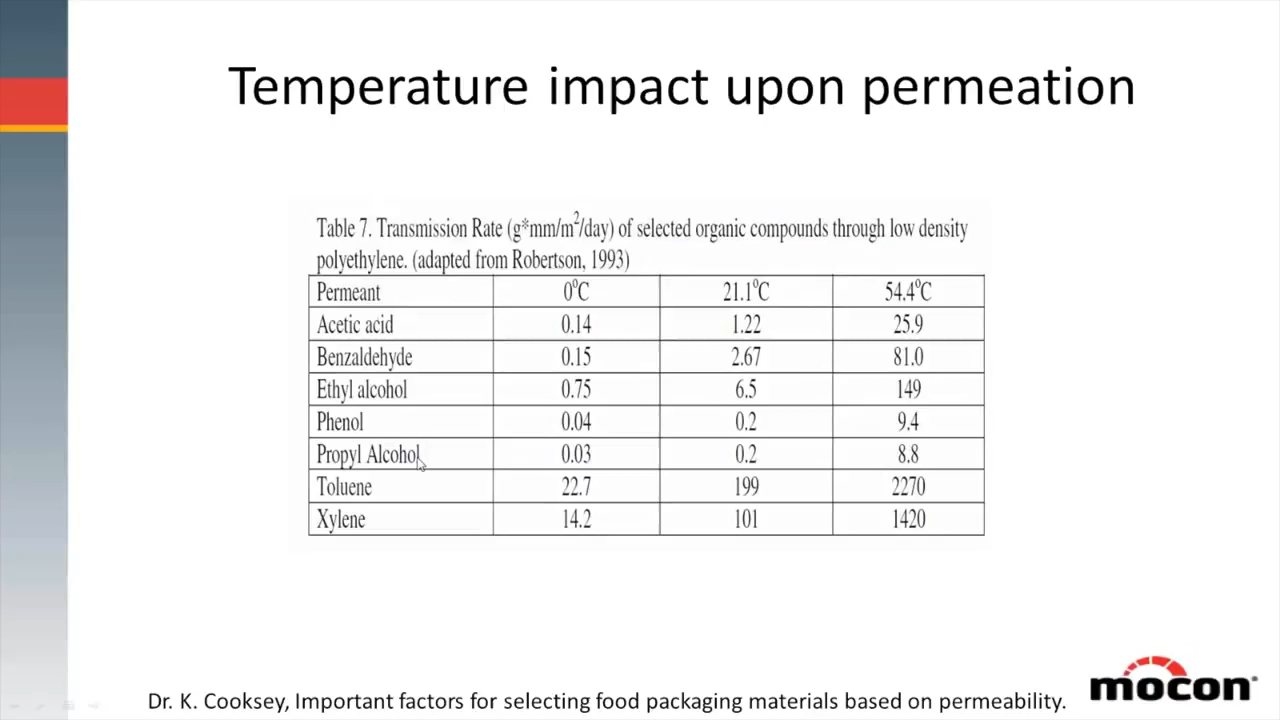 Temperature impact upon permeation
Table 7. Transmission Rate (g*mm/m²/day) of selected organic compounds through low density
polyethylene. (adapted from Robertson, 1993)
Permeant 0⁰C 21.1⁰C 54.4⁰C
Acetic acid 0.14 1.22 25.9
Benzaldehyde 0.15 2.67 81.0
Ethyl alcohol 0.75 6.5 149
Phenol 0.04 0.2 9.4
Propyl Alcohol 0.03 0.2 8.8
Toluene 22.7 199 2270
Xylene 14.2 101 1420
mocon®
Dr. K. Cooksey, Important factors for selecting food packaging materials based on permeability.